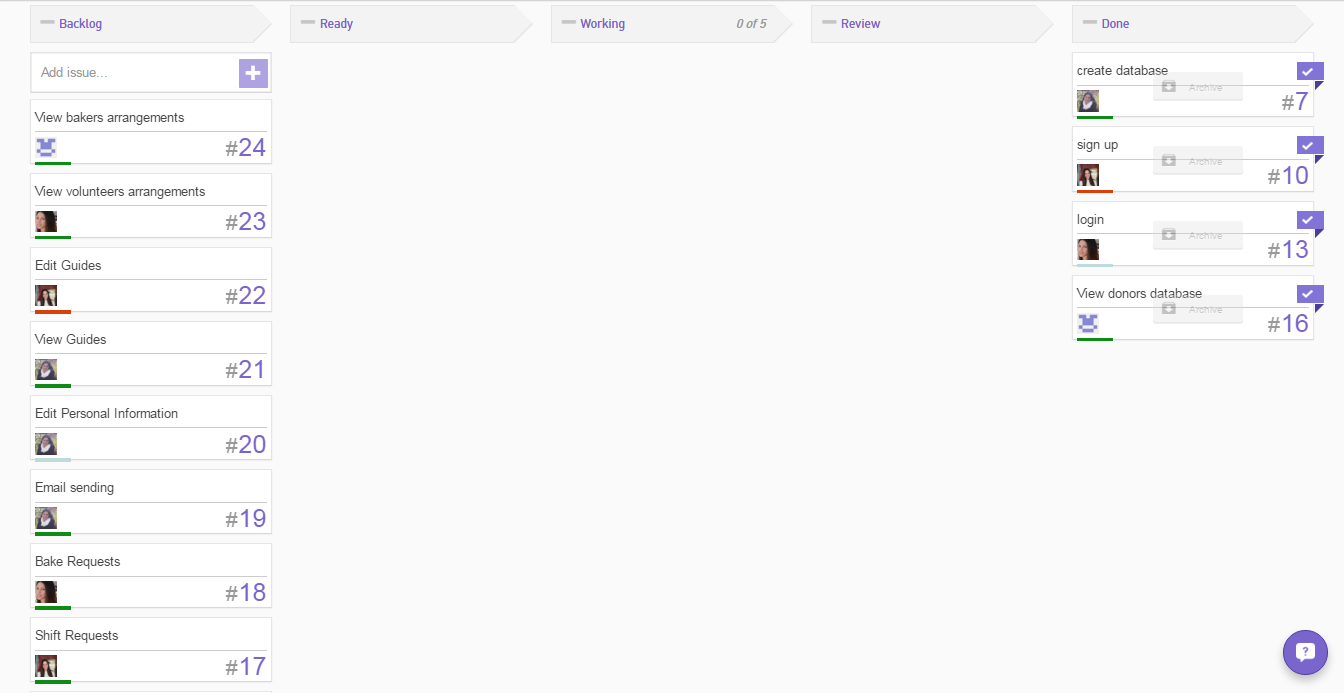 Backlog
Ready
Working
0 of 5
Review
Done
Add issue...
View bakers arrangements
#24
View volunteers arrangements
#23
Edit Guides
#22
View Guides
#21
Edit Personal Information
#20
Email sending
#19
Bake Requests
#18
Shift Requests
#17
create database
Archive
#7
sign up
Archive
#10
login
Archive
#13
View donors database
Archive
#16
?